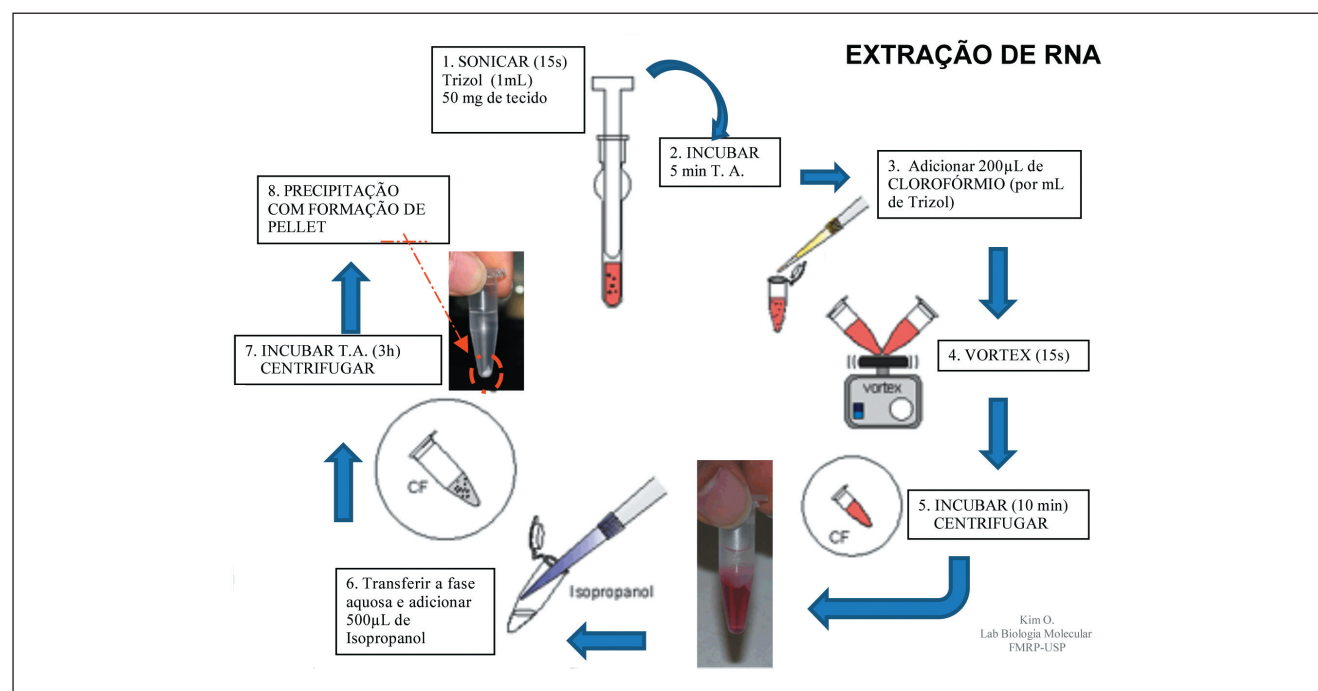 EXTRAÇÃO DE RNA
1. SONICAR (15s)
Trizol (1mL)
50 mg de tecido
2. INCUBAR
5 min T. A.
3. Adicionar 200µL de
CLOROFÓRMIO (por mL
de Trizol)
4. VORTEX (15s)
vortex
5. INCUBAR (10 min)
CENTRIFUGAR
CF
6. Transferir a fase
aquosa e adicionar
500µL de
Isopropanol
Isopropanol
CF
7. INCUBAR T.A. (3h)
CENTRIFUGAR
8. PRECIPITAÇÃO
COM FORMAÇÃO DE
PELLET
Kim O.
Lab Biologia Molecular
FMRP-USP